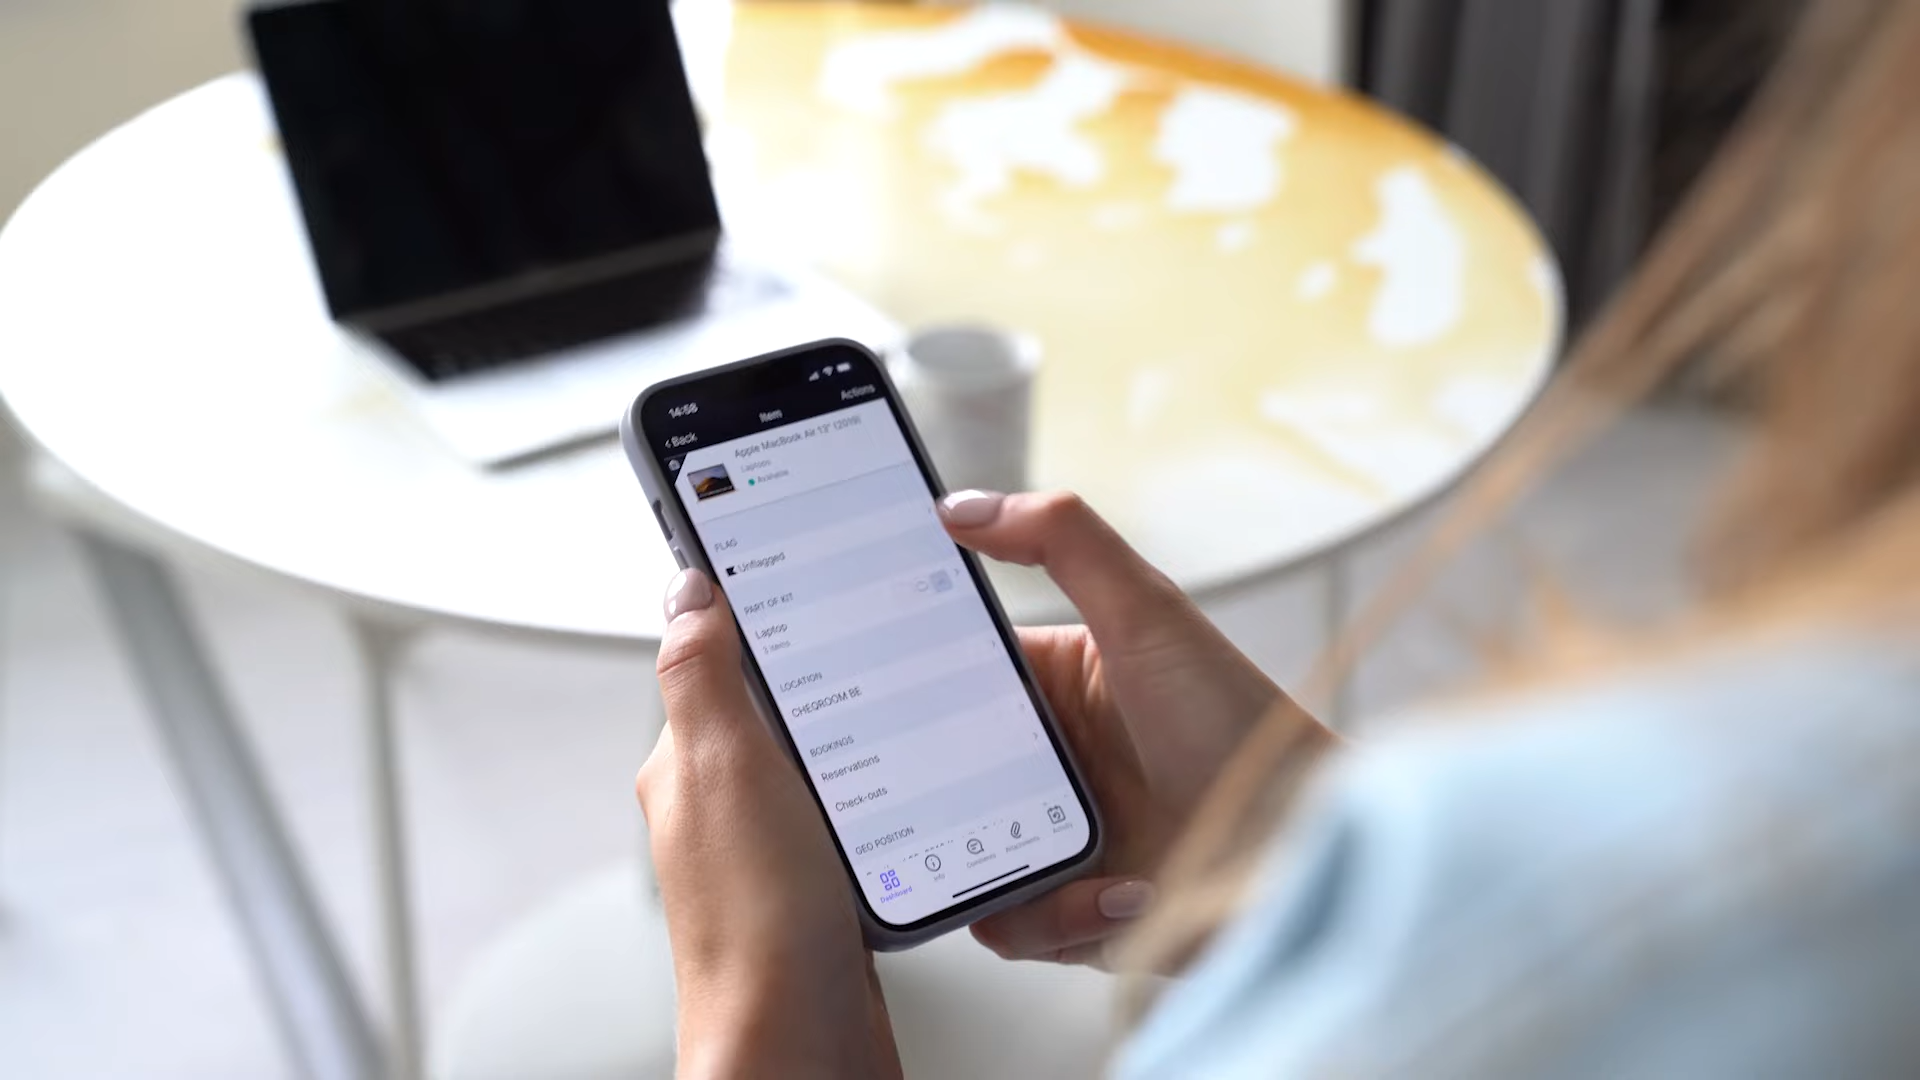 14:58
‹ Back
Item
Actions
Apple MacBook Air 13" (2019)
Laptops
Available
FLAG
Unflagged
PART OF KIT
Laptop
3 items
LOCATION
CHEQROOM BE
BOOKINGS
Reservations
Check-outs
GEO POSITION
Dashboard
Info
Comments
Attachments
Activity